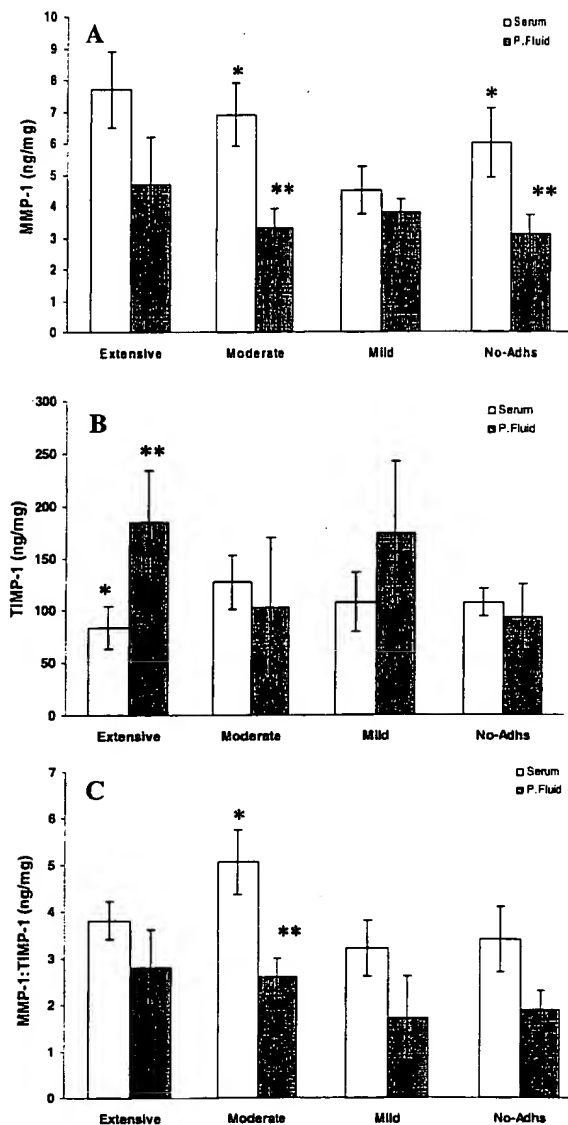 A
Serum
P.Fluid
MMP-1 (ng/mg)
10
9
8
7
6
5
4
3
2
1
0
*
**
*
**
Extensive Moderate Mild No-Adhs
B
Serum
P.Fluid
TIMP-1 (ng/mg)
300
250
200
150
100
50
0
*
**
Extensive Moderate Mild No-Adhs
C
Serum
P.Fluid
MMP-1:TIMP-1 (ng/mg)
7
6
5
4
3
2
1
0
*
**
Extensive Moderate Mild No-Adhs